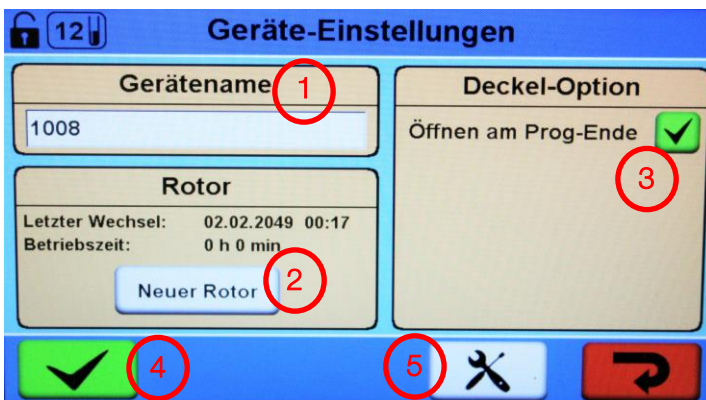 12
Geräte-Einstellungen
Gerätename
1
1008
Rotor
Letzter Wechsel: 02.02.2049 00:17
Betriebszeit: 0 h 0 min
Neuer Rotor
2
Deckel-Option
Öffnen am Prog-Ende
3
4
5